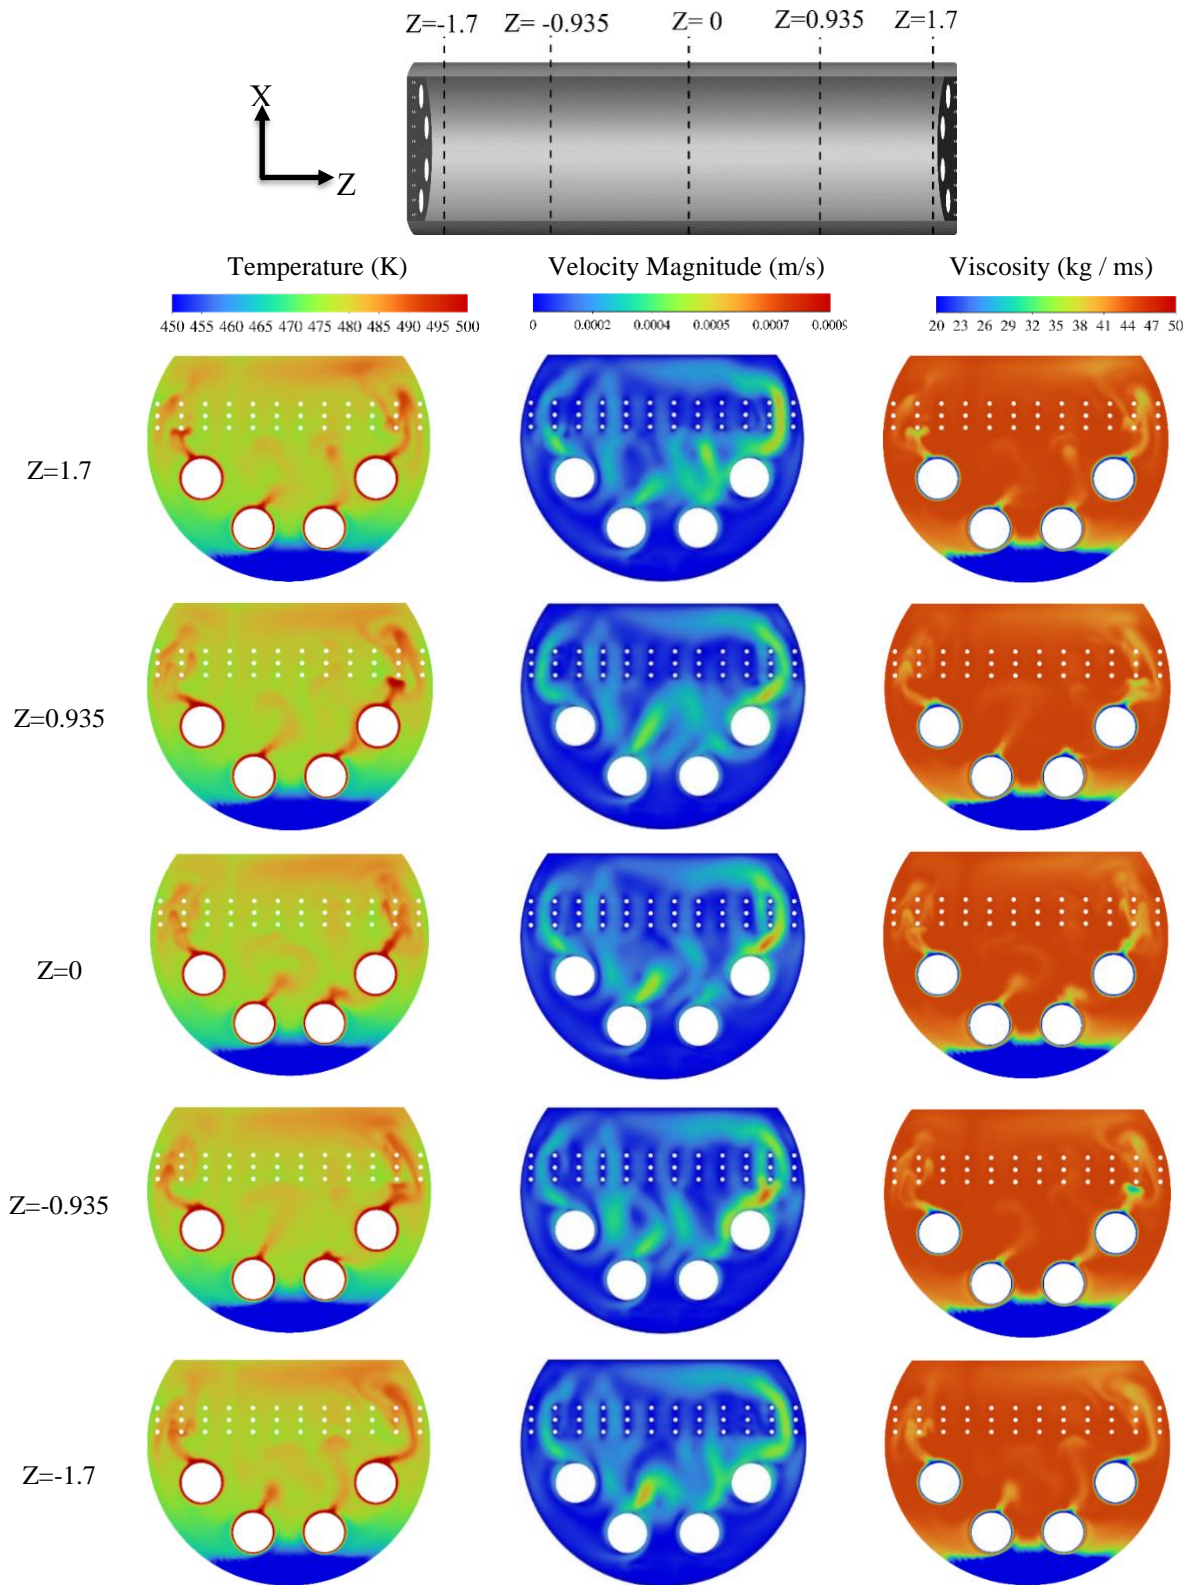 Z=-1.7 Z= -0.935 Z= 0 Z=0.935 Z=1.7
X
Z
Temperature (K) Velocity Magnitude (m/s) Viscosity (kg / ms)
450 455 460 465 470 475 480 485 490 495 500 0 0.0002 0.0004 0.0005 0.0007 0.0009 20 23 26 29 32 35 38 41 44 47 50
Z=1.7
Z=0.935
Z=0
Z=-0.935
Z=-1.7